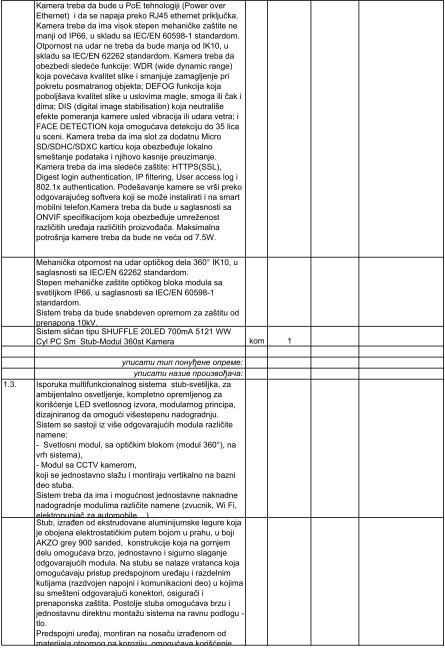 Kamera treba da bude u PoE tehnologiji (Power over
Ethernet)  i da se napaja preko RJ45 ethernet priključka.
Kamera treba ima visok stepen mehaničke zaštite ne
manji od IP66, u skladu sa IEC/EN 60598-1 standardom.
Otpornost na udar ne treba da bude manja od IK10, u
skladu sa IEC/EN 62262 standardom. Kamera treba da
obezbedi sledeće funkcije: WDR (wide dynamic range)
koja povećava kvalitet slike i smanjuje zamagljenje pri
pokretu posmatranog objekta; DEFOG funkcija koja
poboljšava kvalitet slike u uslovima magle, smoga ili čak i
dima; DIS (digital image stabilisation) koja neutrališe
efekte pomeranja kamere usled vibracija ili udara vetra; i
FACE DETECTION koja omogućava detekciju do 35 lica
u sceni. Kamera treba da ima slot za dodatnu Micro
SD/SDHC/SDXC karticu koja obezbeđuje lokalno
smeštanje podataka i njihovo kasnije preuzimanje.
Kamera treba da ima sledeće zaštite: HTTPS(SSL),
Digest login authentication, IP filtering, User access log i
802.1x authentication. Podešavanje kamere se vrši preko
odgovarajućeg softvera koji se može instalirati i na smart
mobilni telefon.Kamera treba da bude u saglasnosti sa
ONVIF specifikacijom koja obezbeđuje umreženost
različitih uređaja različitih proizvođača. Maksimalna
potrošnja kamere treba da bude ne veća od 7.5W.
Mehanička otpornost na udar optičkog dela 360° IK10, u
saglasnosti sa IEC/EN 62262 standardom.
Stepen mehaničke zaštite optičkog bloka modula sa
svetiljkom IP66, u saglasnosti sa IEC/EN 60598-1
standardom.
Sistem treba da bude snabdeven opremom za zaštitu od
prenapona 10kV.
Sistem sličan tipu SHUFFLE 20LED 700mA 5121 WW
Cyl PC Sm  Stub-Modul 360st Kamera kom 1
уписати тип понуђене опреме:
уписати назив произвођача:
1.3. Isporuka multifunkcionalnog sistema  stub-svetiljka, za
ambijentalno osvetljenje, kompletno opremljenog za
korišćenje LED svetlosnog izvora, modularnog principa,
dizajniranog da omogući višestepenu nadogradnju.
Sistem se sastoji iz više odgovarajućih modula različite
namene:
-  Svetlosni modul, sa optičkim blokom (modul 360°), na
vrh sistema),
- Modul sa CCTV kamerom,
koji se jednostavno slažu i montiraju vertikalno na bazni
deo stuba.
Sistem treba da ima i mogućnost jednostavne naknadne
nadogradnje modulima različite namene (zvucnik, Wi Fi,
elektropunjač za automobile ...)
Stub, izrađen od ekstrudovane aluminijumske legure koja
je obojena elektrostatičkim putem bojom u prahu, u boji
AKZO grey 900 sanded,  konstrukcije koja na gornjem
delu omogućava brzo, jednostavno i sigurno slaganje
odgovarajućih modula. Na stubu se nalaze vratanca koja
omogućavaju pristup predspojnom uređaju i razdelnim
kutijama (razdvojen napojni i komunikacioni deo) u kojima
su smešteni odgovarajući konektori, osigurači i
prenaponska zaštita. Postolje stuba omogućava brzu i
jednostavnu direktnu montažu sistema na ravnu podlogu -
tlo.
Predspojni uređaj, montiran na nosaču izrađenom od
materijala otpornog na koroziju, omogućava korišćenje